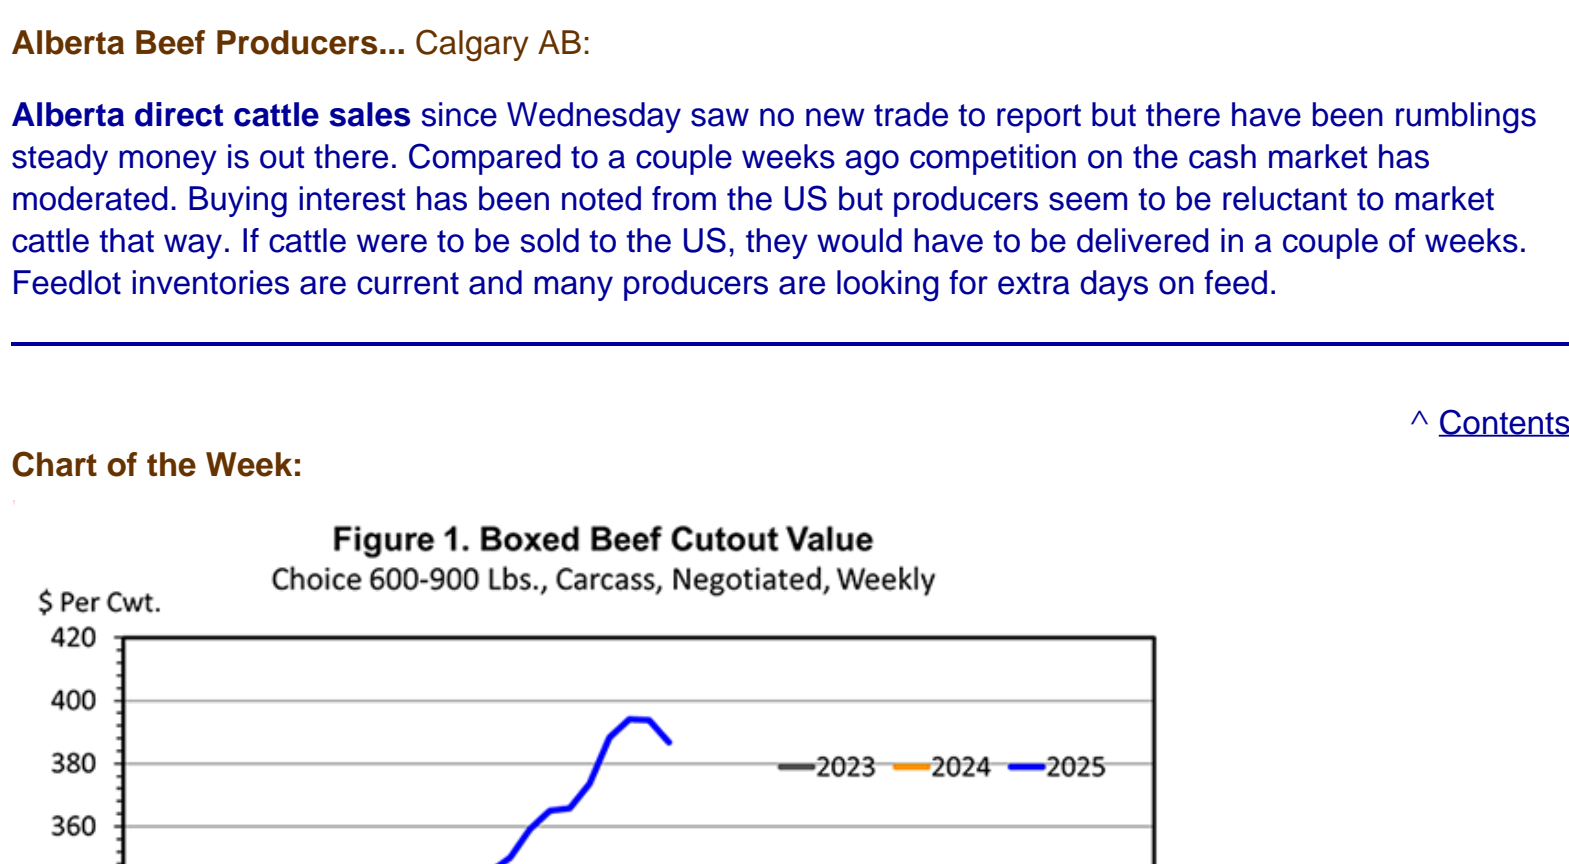 Alberta Beef Producers... Calgary AB:
Alberta direct cattle sales since Wednesday saw no new trade to report but there have been rumblings
steady money is out there. Compared to a couple weeks ago competition on the cash market has
moderated. Buying interest has been noted from the US but producers seem to be reluctant to market
cattle that way. If cattle were to be sold to the US, they would have to be delivered in a couple of weeks.
Feedlot inventories are current and many producers are looking for extra days on feed.
^ Contents
Chart of the Week:
Figure 1. Boxed Beef Cutout Value
Choice 600-900 Lbs., Carcass, Negotiated, Weekly
$ Per Cwt.
420
400
380
2023 2024 2025
360